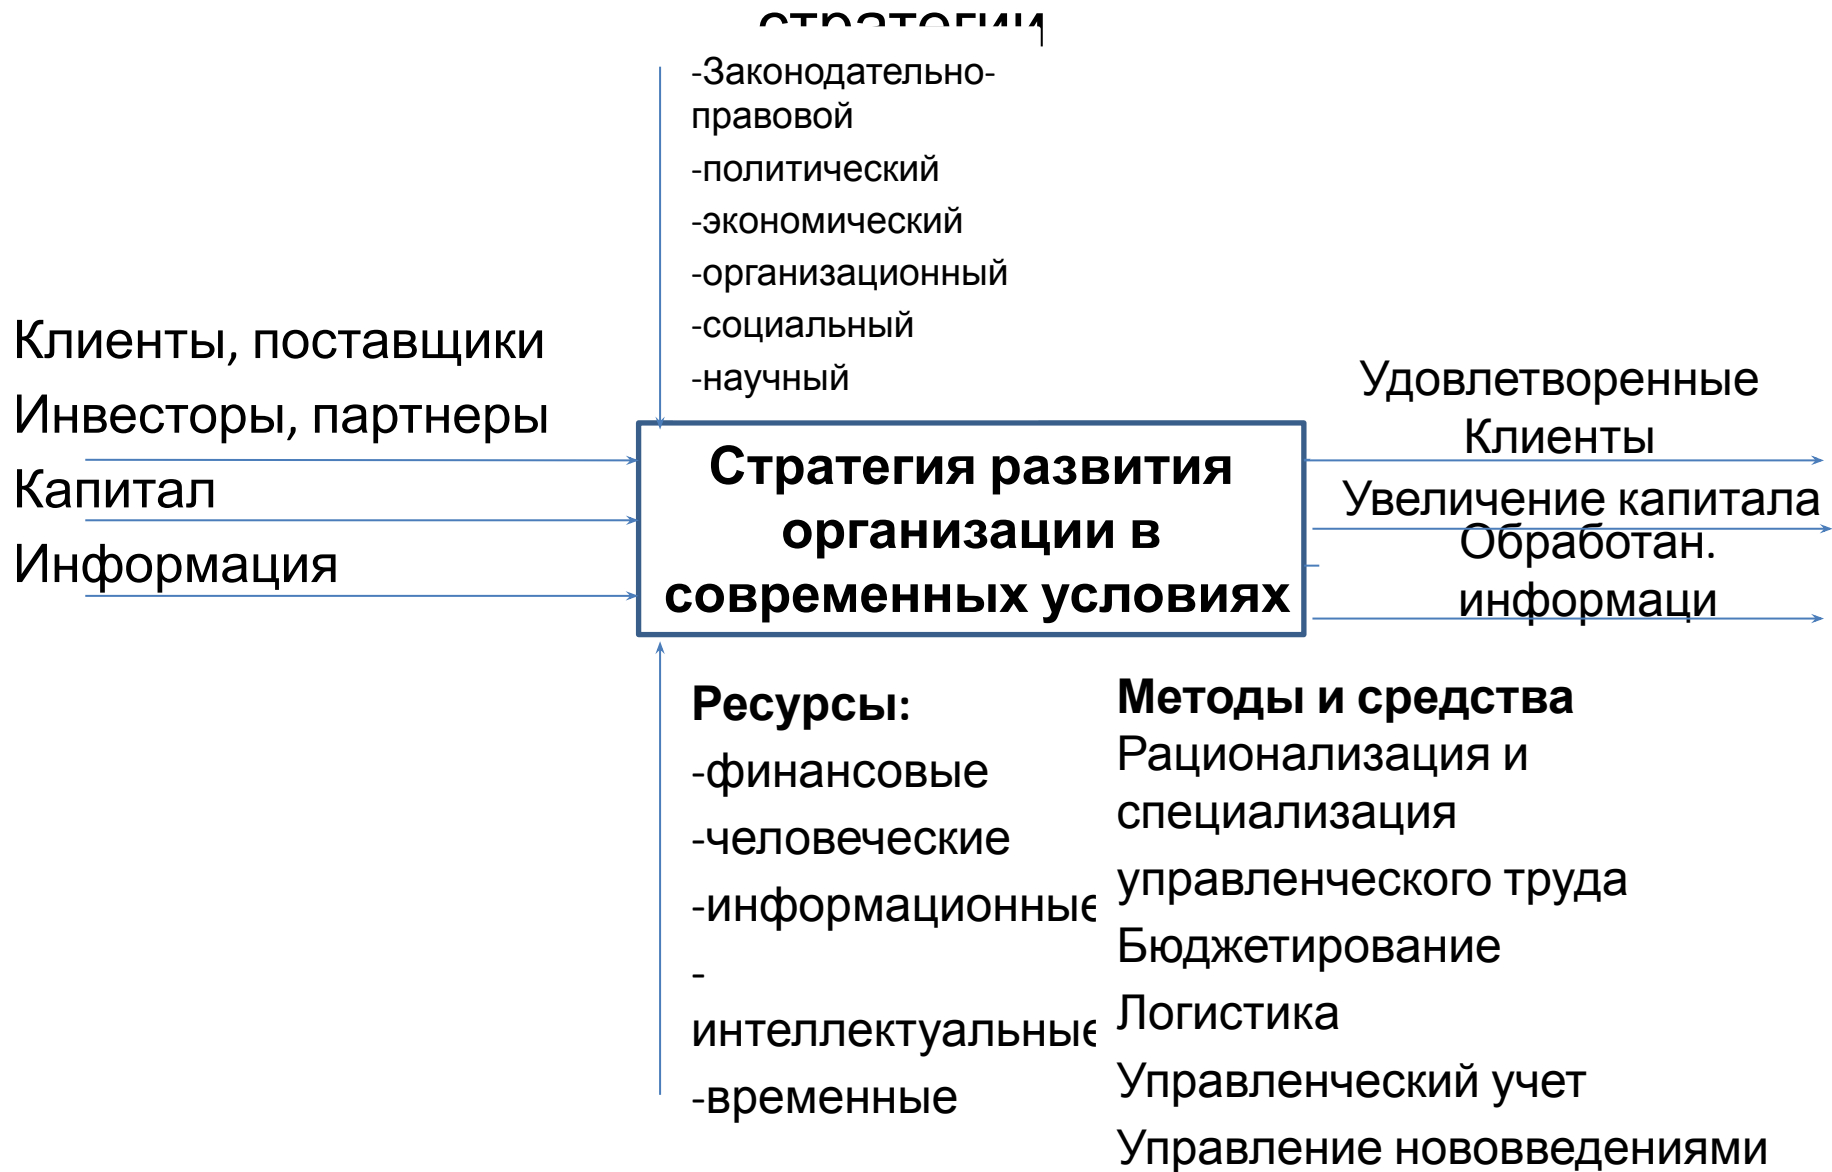 стратегии
-Законодательно-
правовой
-политический
-экономический
-организационный
-социальный
-научный
Клиенты, поставщики
Инвесторы, партнеры
Капитал
Информация
Стратегия развития
организации в
современных условиях
Удовлетворенные
Клиенты
Увеличение капитала
Обработан.
информаци
Ресурсы:
-финансовые
-человеческие
-информационные
-
интеллектуальные
-временные
Методы и средства
Рационализация и
специализация
управленческого труда
Бюджетирование
Логистика
Управленческий учет
Управление нововведениями